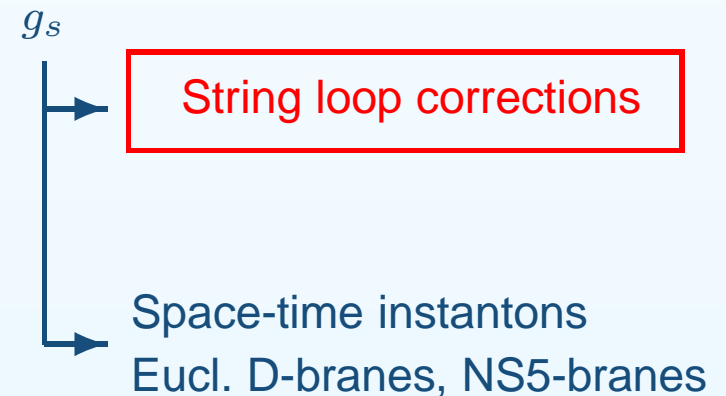 g_s
String loop corrections
Space-time instantons
Eucl. D-branes, NS5-branes